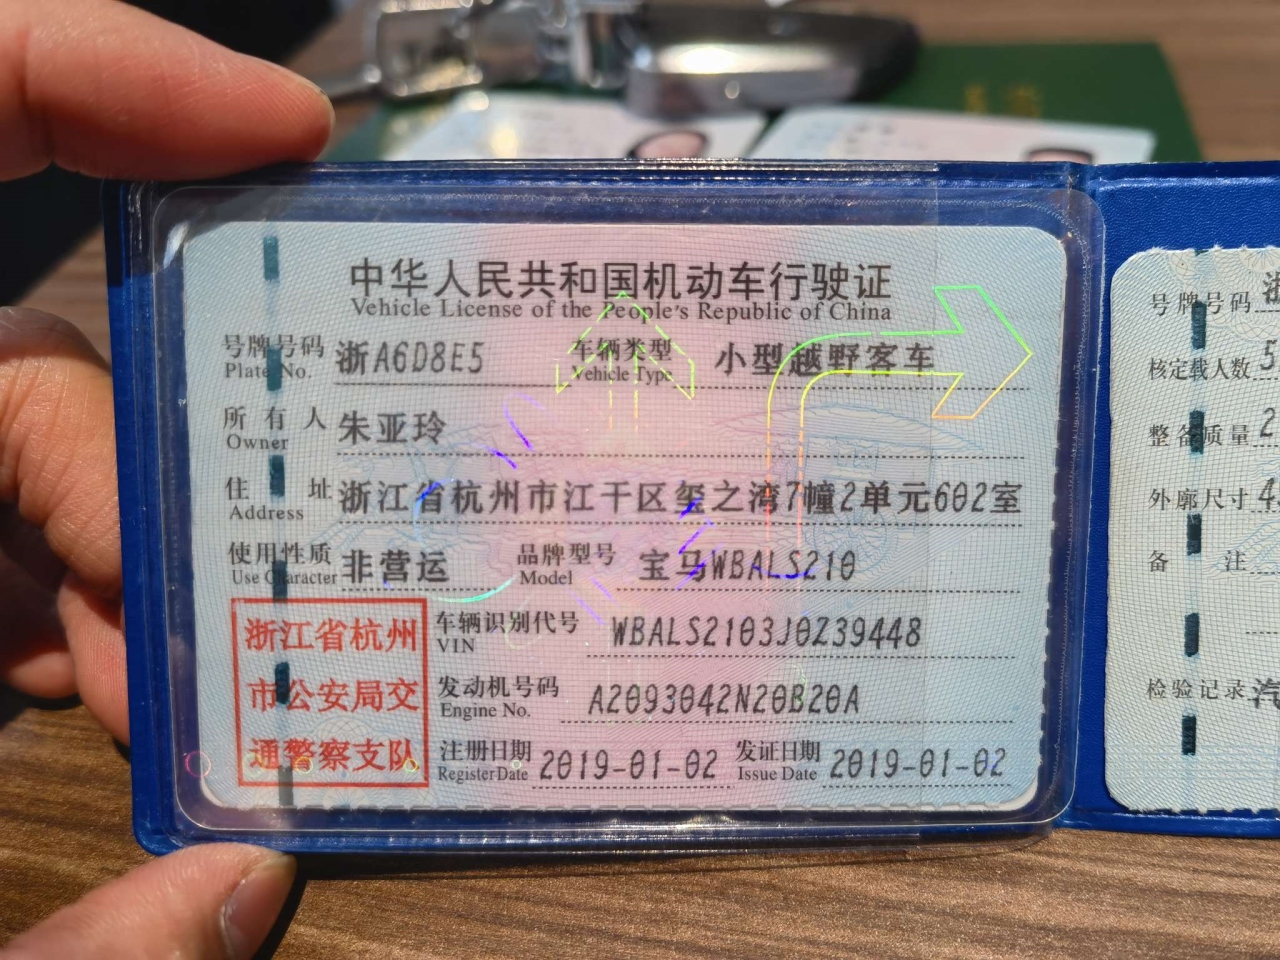 中华人民共和国机动车行驶证
Vehicle License of the People's Republic of China
号牌号码 浙A6D8E5 车辆类型 小型越野客车
Plate No. Vehicle Type
所有人 朱亚玲
Owner
住址 浙江省杭州市江干区玺之湾7幢2单元602室
Address
使用性质 非营运 品牌型号 宝马WBALS210
Use Character Model
浙江省杭州
市公安局交
通警察支队
车辆识别代号 WBALS2103J0Z39448
VIN
发动机号码 A2093042N20B20A
Engine No.
注册日期 2019-01-02 发证日期 2019-01-02
Register Date Issue Date
号牌号码 浙
核定载人数 5
整备质量 2
外廓尺寸 4
备注
检验记录